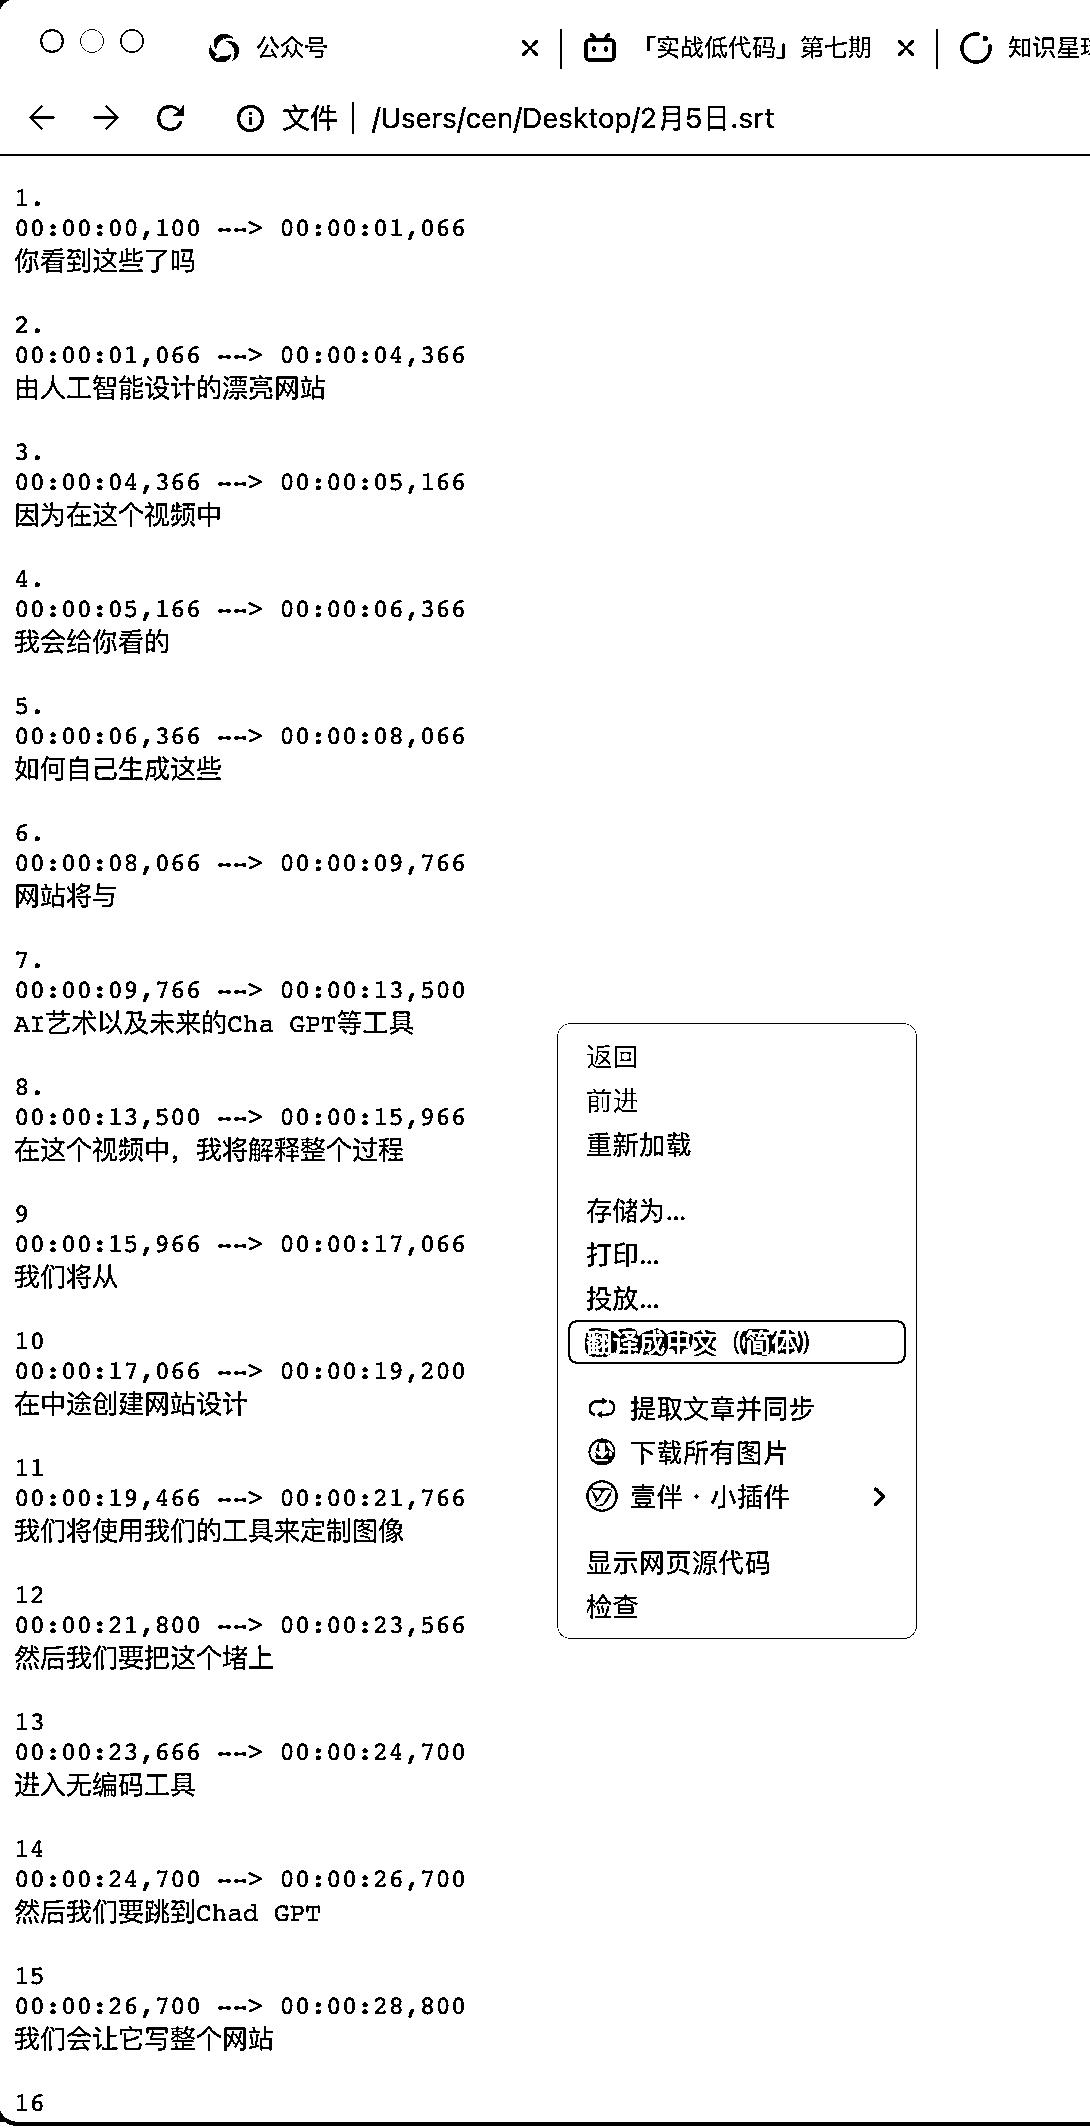 公众号
「实战低代码」第七期
知识星球
文件 /Users/cen/Desktop/2月5日.srt
1.
00:00:00,100 --> 00:00:01,066
你看到这些了吗
2.
00:00:01,066 --> 00:00:04,366
由人工智能设计的漂亮网站
3.
00:00:04,366 --> 00:00:05,166
因为在这个视频中
4.
00:00:05,166 --> 00:00:06,366
我会给你看的
5.
00:00:06,366 --> 00:00:08,066
如何自己生成这些
6.
00:00:08,066 --> 00:00:09,766
网站将与
7.
00:00:09,766 --> 00:00:13,500
AI艺术以及未来的Cha GPT等工具
8.
00:00:13,500 --> 00:00:15,966
在这个视频中，我将解释整个过程
9
00:00:15,966 --> 00:00:17,066
我们将从
10
00:00:17,066 --> 00:00:19,200
在中途创建网站设计
11
00:00:19,466 --> 00:00:21,766
我们将使用我们的工具来定制图像
12
00:00:21,800 --> 00:00:23,566
然后我们要把这个堵上
13
00:00:23,666 --> 00:00:24,700
进入无编码工具
14
00:00:24,700 --> 00:00:26,700
然后我们要跳到Chad GPT
15
00:00:26,700 --> 00:00:28,800
我们会让它写整个网站
16
返回
前进
重新加载
存储为...
打印...
投放...
翻译成中文（简体）
提取文章并同步
下载所有图片
壹伴 · 小插件
显示网页源代码
检查